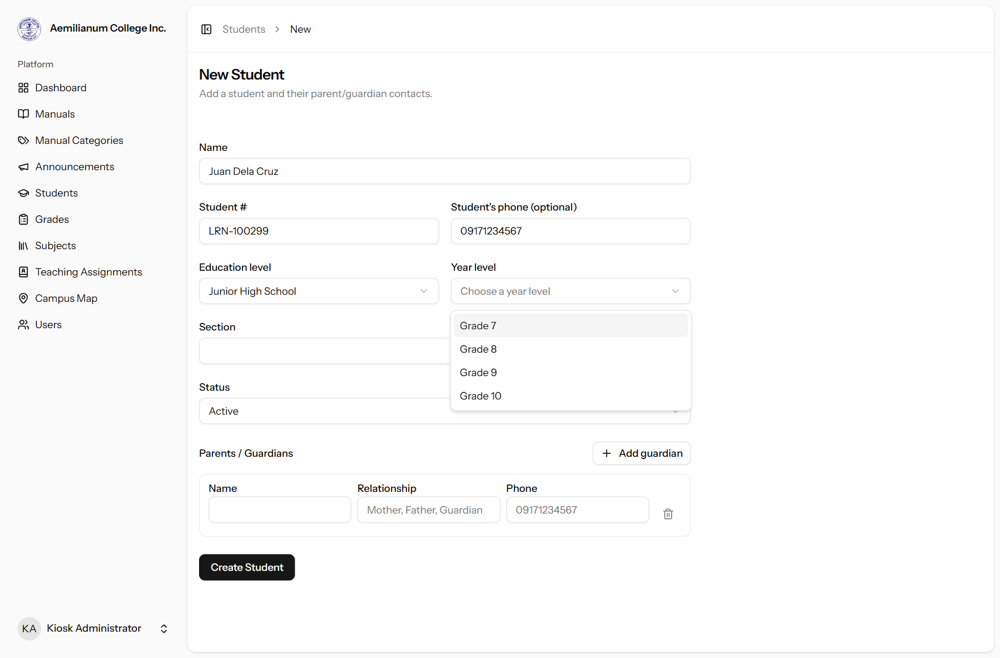 Aemilianum College Inc.
Students > New
Platform
Dashboard
Manuals
Manual Categories
Announcements
Students
Grades
Subjects
Teaching Assignments
Campus Map
Users
KA Kiosk Administrator
New Student
Add a student and their parent/guardian contacts.
Name
Juan Dela Cruz
Student # Student's phone (optional)
LRN-100299 09171234567
Education level Year level
Junior High School Choose a year level
Grade 7
Grade 8
Grade 9
Grade 10
Section
Status
Active
Parents / Guardians + Add guardian
Name Relationship Phone
Mother, Father, Guardian 09171234567
Create Student